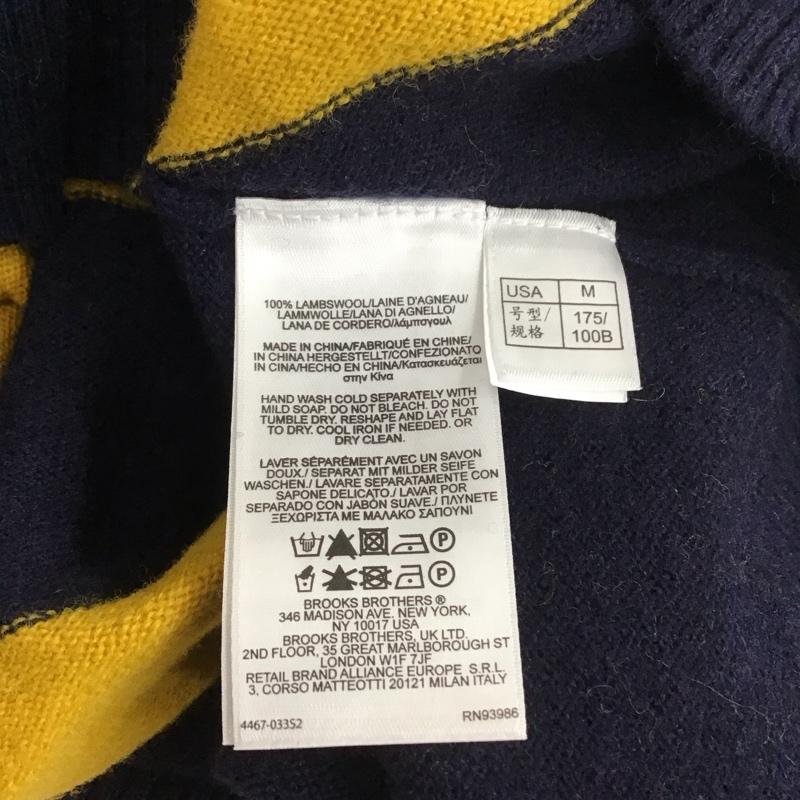 100% LAMBSWOOL/LAINE D'AGNEAU/
LAMMWOLLE/LANA DI AGNELLO/
LANA DE CORDERO/λάμπσγουλ
MADE IN CHINA/FABRIQUÉ EN CHINE/
IN CHINA HERGESTELLT/CONFEZIONATO
IN CINA/HECHO EN CHINA/Κατασκευάζεται
στην Κίνα
HAND WASH COLD SEPARATELY WITH
MILD SOAP. DO NOT BLEACH. DO NOT
TUMBLE DRY. RESHAPE AND LAY FLAT
TO DRY. COOL IRON IF NEEDED. OR
DRY CLEAN.
LAVER SÉPARÉMENT AVEC UN SAVON
DOUX./ SEPARAT MIT MILDER SEIFE
WASCHEN./ LAVARE SEPARATAMENTE CON
SAPONE DELICATO./ LAVAR POR
SEPARADO CON JABÓN SUAVE./ ΠΛΥΝΕΤΕ
ΞΕΧΩΡΙΣΤΑ ΜΕ ΜΑΛΑΚΟ ΣΑΠΟΥΝΙ
P
P
BROOKS BROTHERS ®
346 MADISON AVE. NEW YORK,
NY 10017 USA
BROOKS BROTHERS, UK LTD.
2ND FLOOR, 35 GREAT MARLBOROUGH ST
LONDON W1F 7JF
RETAIL BRAND ALLIANCE EUROPE S.R.L.
3, CORSO MATTEOTTI 20121 MILAN ITALY
4467-033S2 RN93986
USA M
号型/ 175/
规格 100B